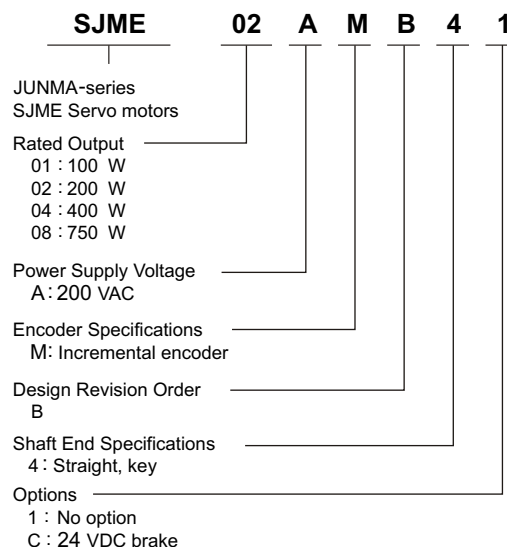 SJME 02 A M B 4 1
JUNMA-series
SJME Servo motors
Rated Output
01 : 100 W
02 : 200 W
04 : 400 W
08 : 750 W
Power Supply Voltage
A: 200 VAC
Encoder Specifications
M: Incremental encoder
Design Revision Order
B
Shaft End Specifications
4: Straight, key
Options
1 : No option
C : 24 VDC brake